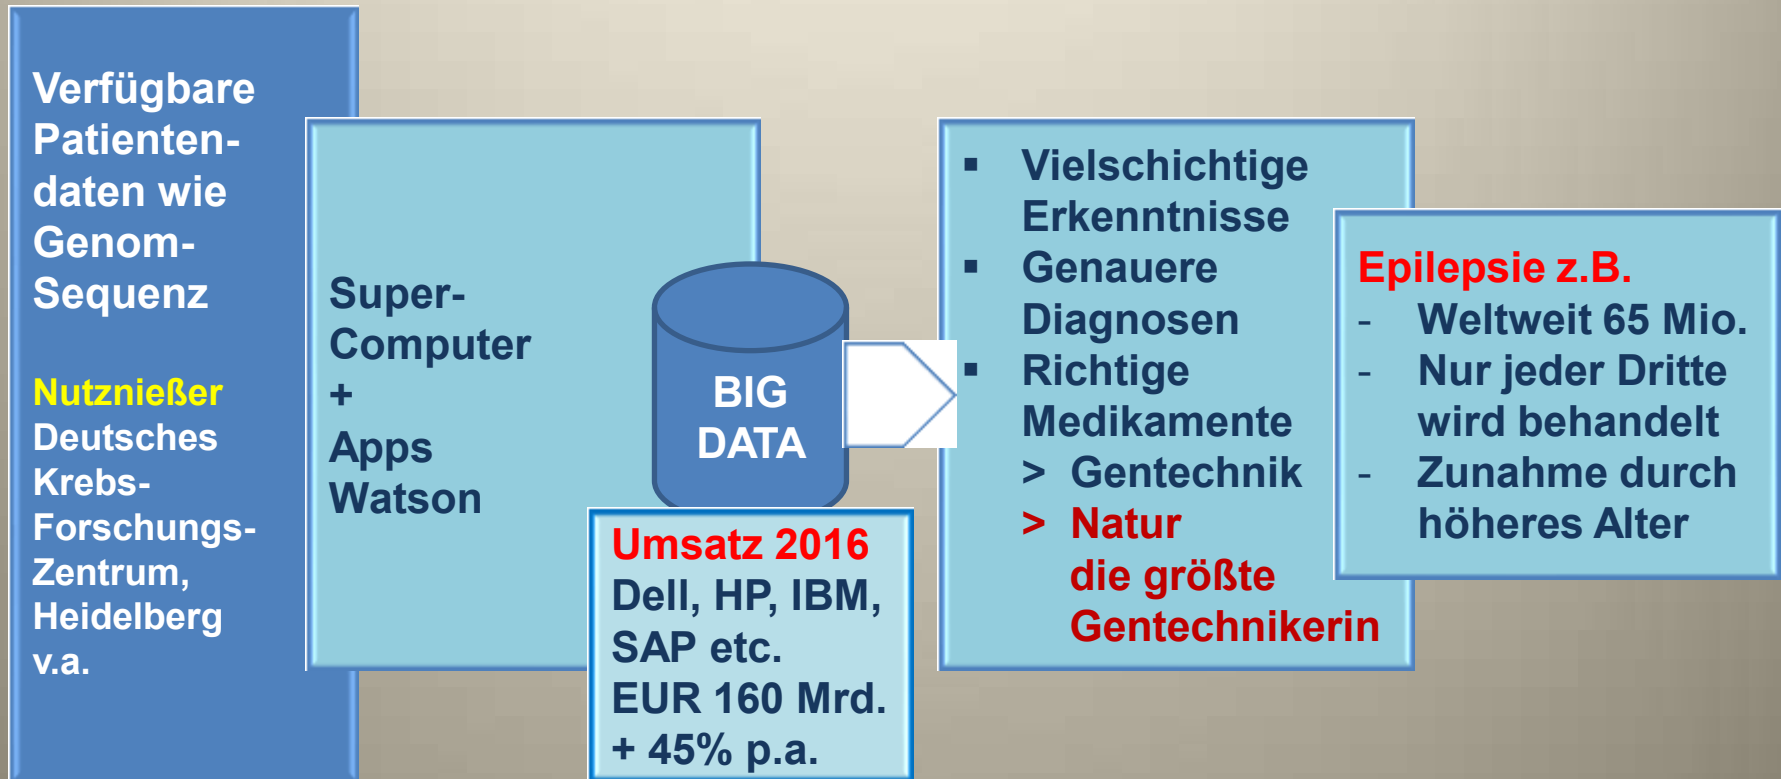 Verfügbare
Patienten-
daten wie
Genom-
Sequenz
Nutznießer
Deutsches
Krebs-
Forschungs-
Zentrum,
Heidelberg
v.a.
Super-
Computer
+
Apps
Watson
BIG
DATA
Umsatz 2016
Dell, HP, IBM,
SAP etc.
EUR 160 Mrd.
+ 45% p.a.
▪ Vielschichtige
Erkenntnisse
▪ Genauere
Diagnosen
▪ Richtige
Medikamente
> Gentechnik
> Natur
die größte
Gentechnikerin
Epilepsie z.B.
- Weltweit 65 Mio.
- Nur jeder Dritte
wird behandelt
- Zunahme durch
höheres Alter